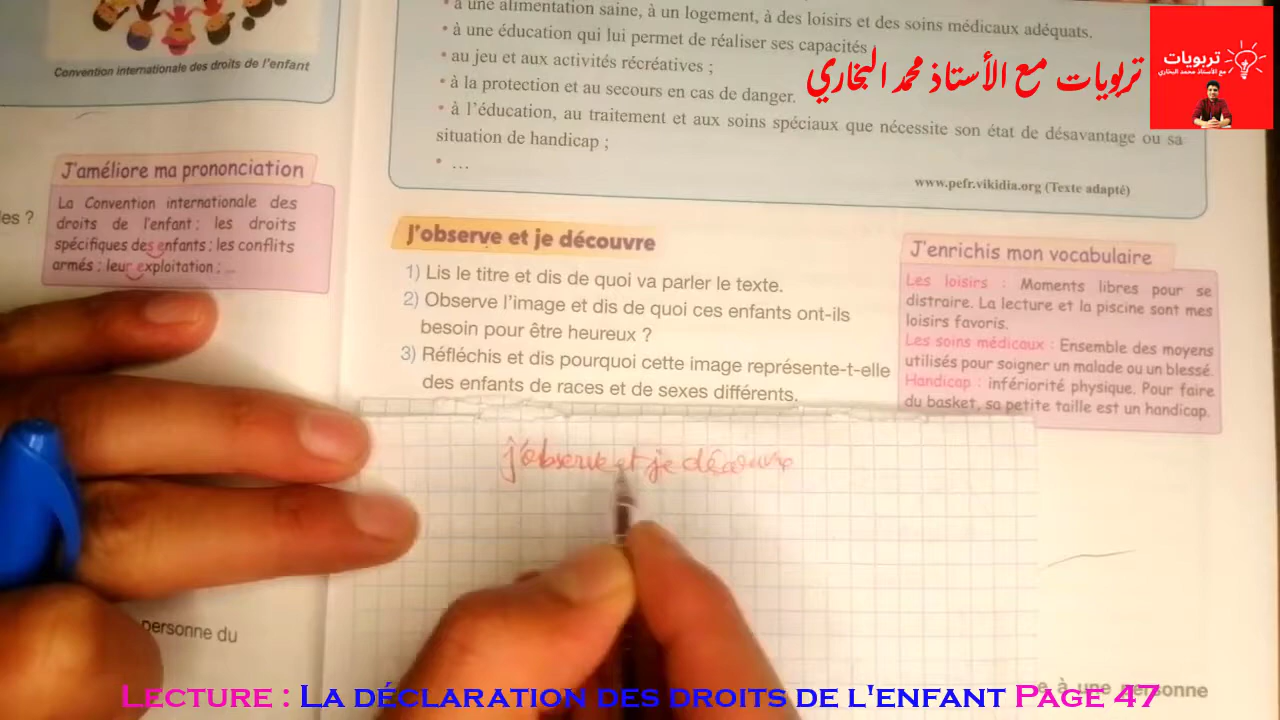 Convention internationale des droits de l'enfant
• à une alimentation saine, à un logement, à des loisirs et des soins médicaux adéquats.
• à une éducation qui lui permet de réaliser ses capacités
• au jeu et aux activités récréatives ;
• à la protection et au secours en cas de danger.
• à l'éducation, au traitement et aux soins spéciaux que nécessite son état de désavantage ou sa
situation de handicap ;
• ...
www.pefr.vikidia.org (Texte adapté)
تربويات مع الأستاذ محمد البخاري
تربويات
مع الأستاذ محمد البخاري
es ?
J'améliore ma prononciation
La Convention internationale des
droits de l'enfant ; les droits
spécifiques des enfants ; les conflits
armés ; leur exploitation ; ...
J'observe et je découvre
1) Lis le titre et dis de quoi va parler le texte.
2) Observe l'image et dis de quoi ces enfants ont-ils
besoin pour être heureux ?
3) Réfléchis et dis pourquoi cette image représente-t-elle
des enfants de races et de sexes différents.
J'enrichis mon vocabulaire
Les loisirs : Moments libres pour se
distraire. La lecture et la piscine sont mes
loisirs favoris.
Les soins médicaux : Ensemble des moyens
utilisés pour soigner un malade ou un blessé.
Handicap : infériorité physique. Pour faire
du basket, sa petite taille est un handicap.
j'observe et je découvre
personne du
e à une personne
Lecture : La déclaration des droits de l'enfant Page 47